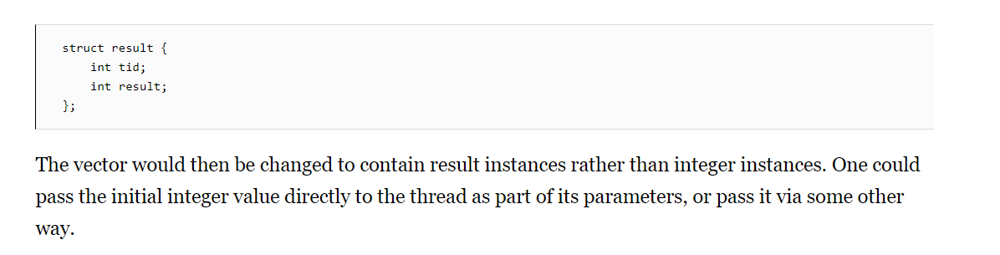 struct result {
    int tid;
    int result;
};
The vector would then be changed to contain result instances rather than integer instances. One could
pass the initial integer value directly to the thread as part of its parameters, or pass it via some other
way.